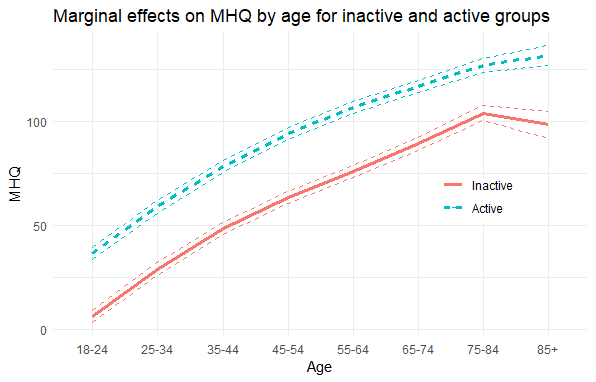 Marginal effects on MHQ by age for inactive and active groups
MHQ
100
50
0
Inactive
Active
18-24 25-34 35-44 45-54 55-64 65-74 75-84 85+
Age